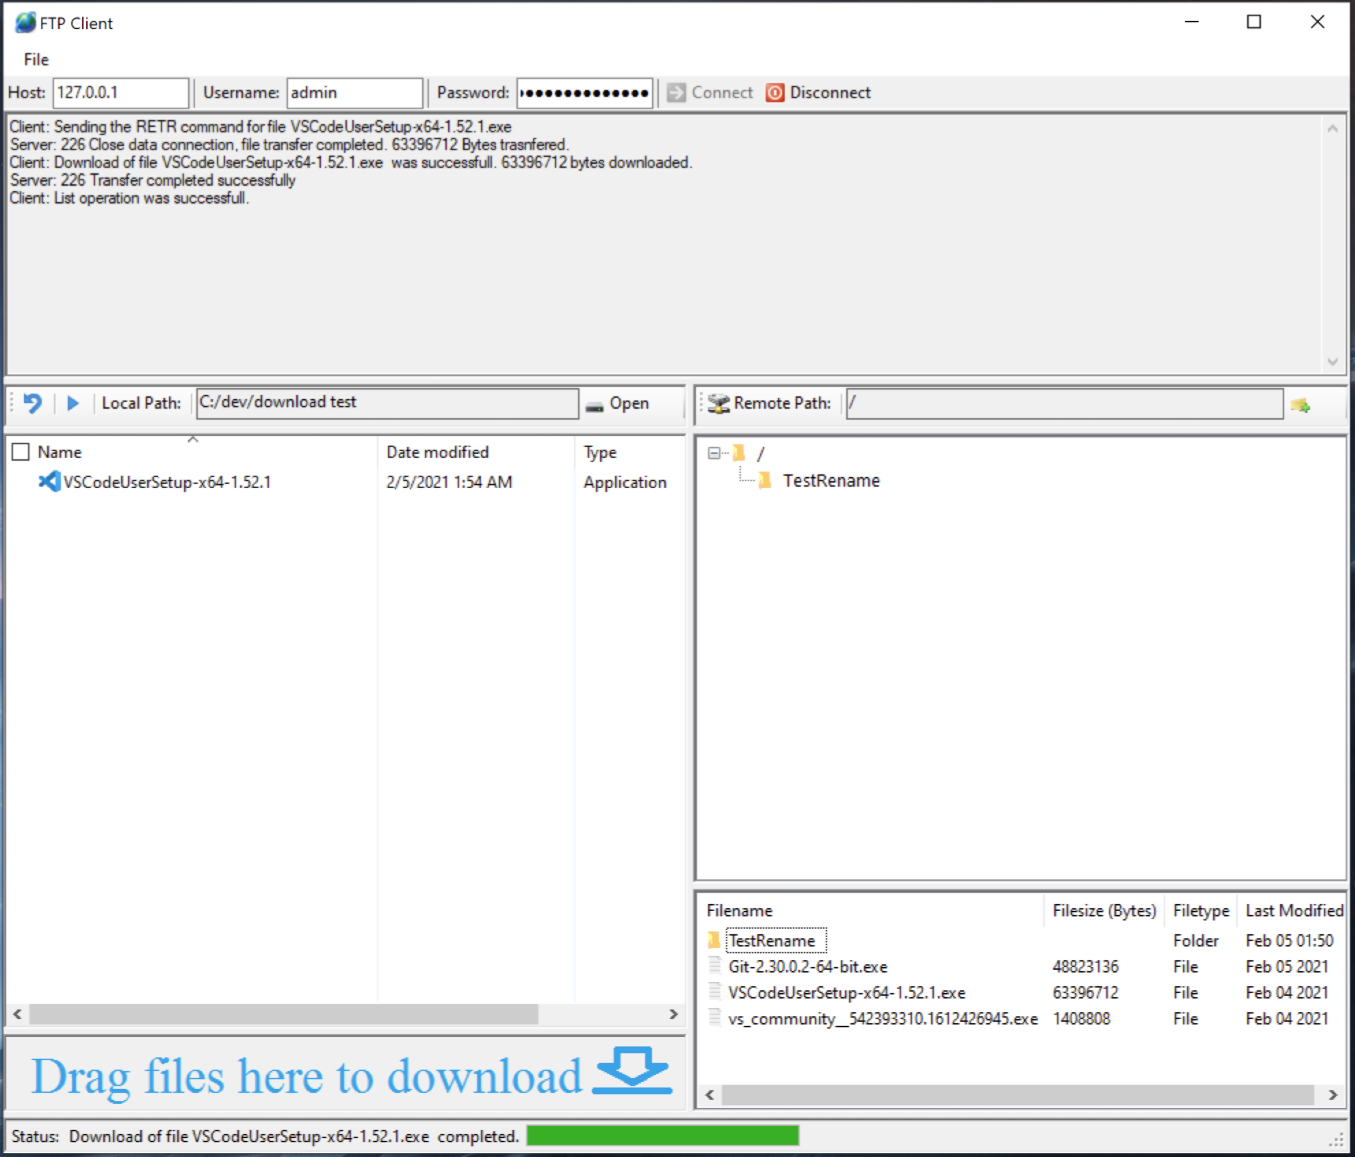 FTP Client
File
Host: 127.0.0.1 Username: admin Password: Connect Disconnect
Client: Sending the RETR command for file VSCodeUserSetup-x64-1.52.1.exe
Server: 226 Close data connection, file transfer completed. 63396712 Bytes trasnfered.
Client: Download of file VSCodeUserSetup-x64-1.52.1.exe was successfull. 63396712 bytes downloaded.
Server: 226 Transfer completed successfully
Client: List operation was successfull.
Local Path: C:/dev/download test Open
Remote Path: /
Name Date modified Type
VSCodeUserSetup-x64-1.52.1 2/5/2021 1:54 AM Application
/
TestRename
Filename Filesize (Bytes) Filetype Last Modified
TestRename Folder Feb 05 01:50
Git-2.30.0.2-64-bit.exe 48823136 File Feb 05 2021
VSCodeUserSetup-x64-1.52.1.exe 63396712 File Feb 04 2021
vs_community__542393310.1612426945.exe 1408808 File Feb 04 2021
Drag files here to download
Status: Download of file VSCodeUserSetup-x64-1.52.1.exe completed.